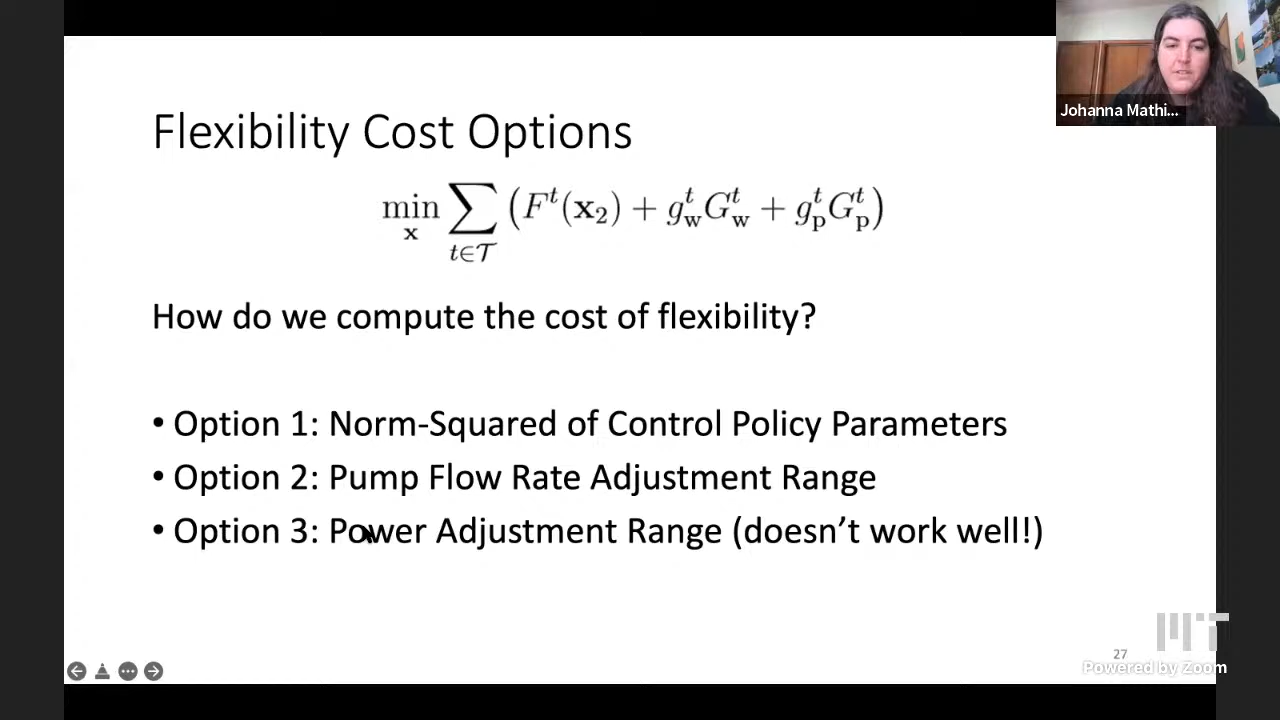 Johanna Mathi...
Flexibility Cost Options
min_x ∑_{t∈𝒯} (F^t(x_2) + g_w^t G_w^t + g_p^t G_p^t)
How do we compute the cost of flexibility?
• Option 1: Norm-Squared of Control Policy Parameters
• Option 2: Pump Flow Rate Adjustment Range
• Option 3: Power Adjustment Range (doesn’t work well!)
MIT
27
Powered by Zoom